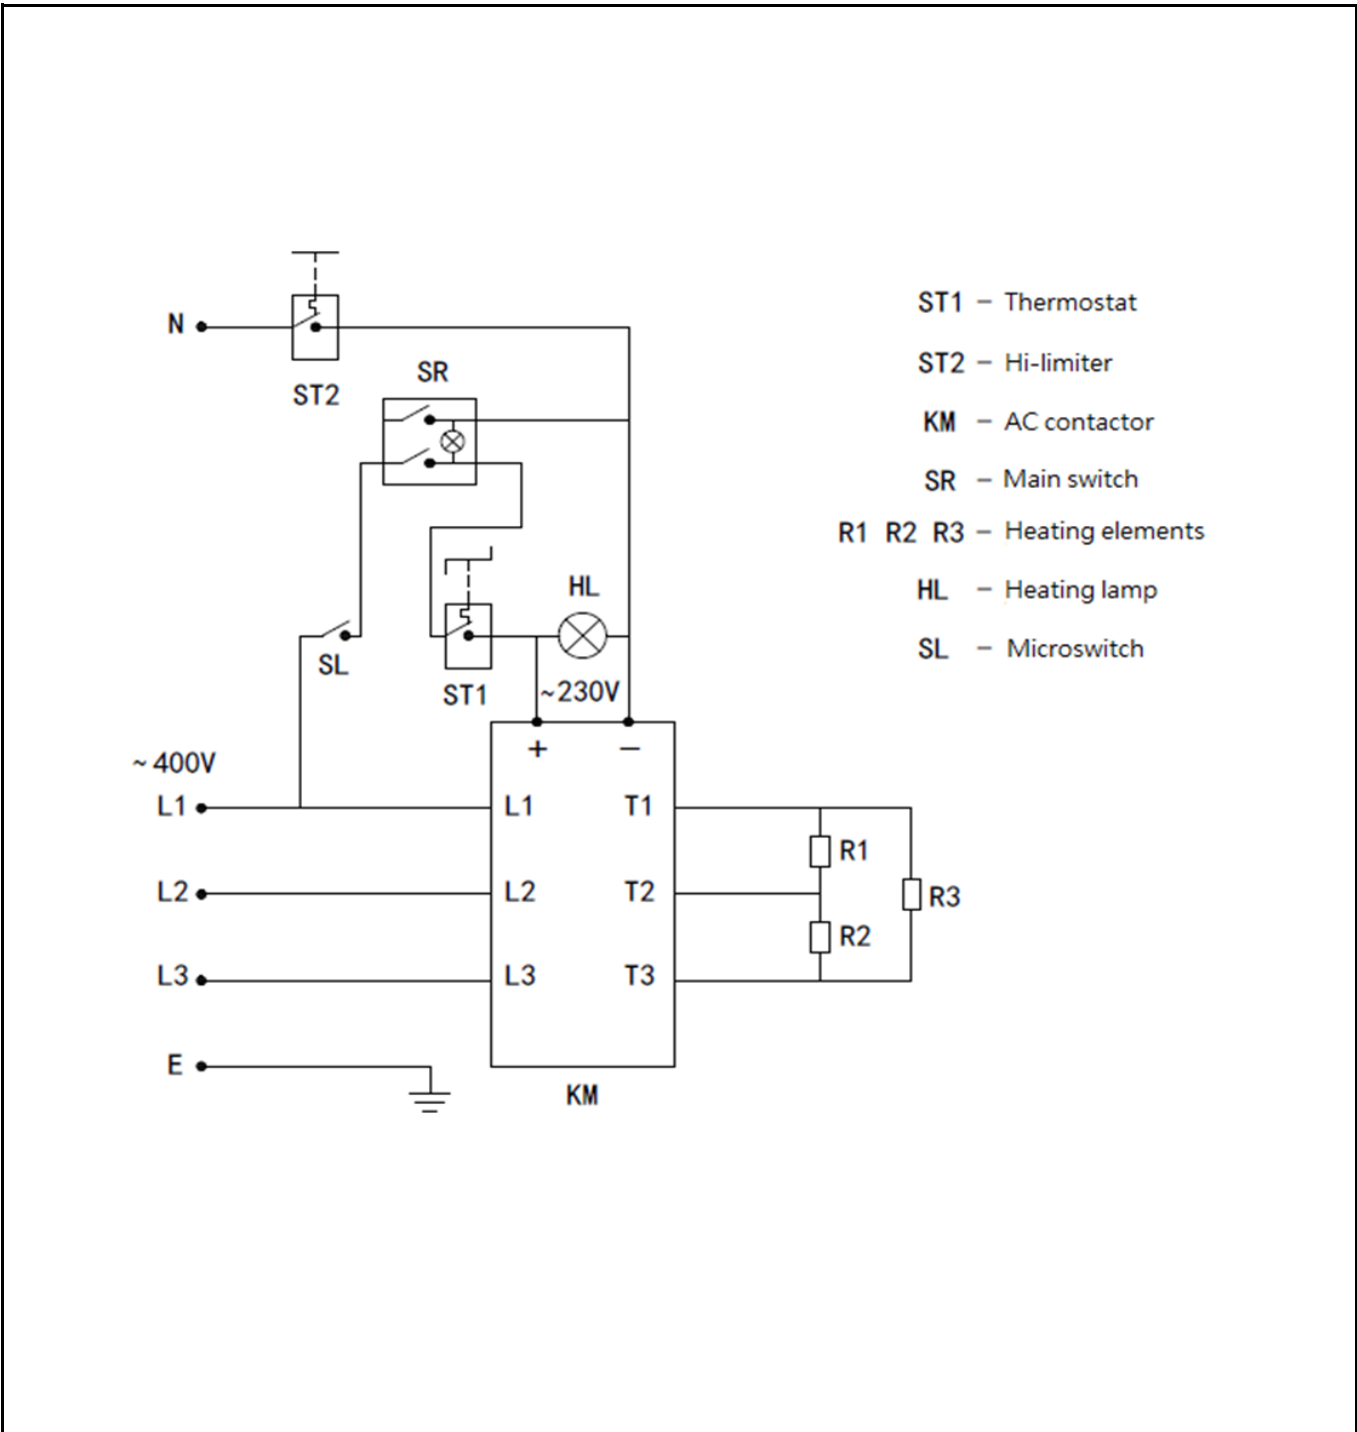 N
ST2
SR
SL
ST1
HL
~230V
+ −
~ 400V
L1
L2
L3
E
L1 T1
L2 T2
L3 T3
KM
R1
R2
R3
ST1 – Thermostat
ST2 – Hi-limiter
KM – AC contactor
SR – Main switch
R1 R2 R3 – Heating elements
HL – Heating lamp
SL – Microswitch